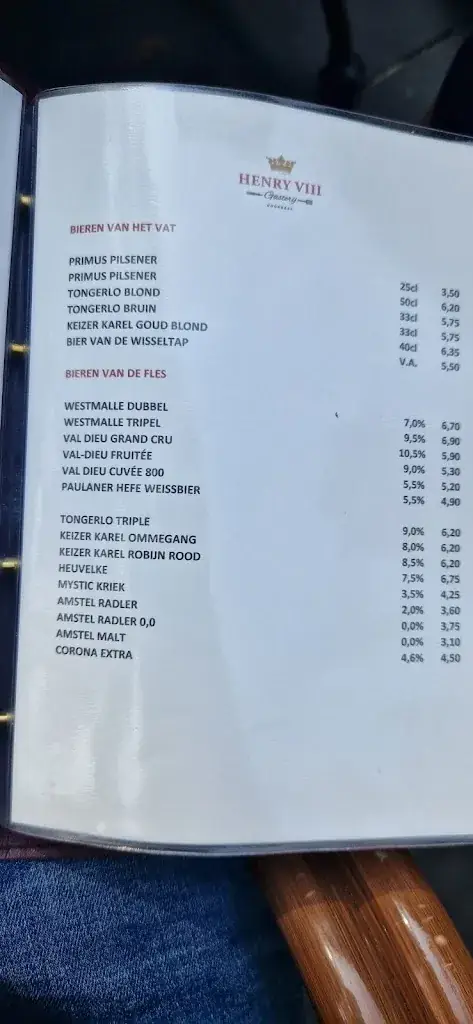 HENRY VIII
BIEREN VAN HET VAT
PRIMUS PILSENER 25cl 3,50
PRIMUS PILSENER 50cl 6,20
TONGERLO BLOND 33cl 5,75
TONGERLO BRUIN 33cl 5,75
KEIZER KAREL GOUD BLOND 40cl 6,35
BIER VAN DE WISSELTAP V.A. 5,50
BIEREN VAN DE FLES
WESTMALLE DUBBEL 7,0% 6,70
WESTMALLE TRIPEL 9,5% 6,90
VAL DIEU GRAND CRU 10,5% 5,90
VAL-DIEU FRUITÉE 9,0% 5,30
VAL DIEU CUVÉE 800 5,5% 5,20
PAULANER HEFE WEISSBIER 5,5% 4,90
TONGERLO TRIPLE 9,0% 6,20
KEIZER KAREL OMMEGANG 8,0% 6,20
KEIZER KAREL ROBIJN ROOD 8,5% 6,20
HEUVELKE 7,5% 6,75
MYSTIC KRIEK 3,5% 4,25
AMSTEL RADLER 2,0% 3,60
AMSTEL RADLER 0,0 0,0% 3,75
AMSTEL MALT 0,0% 3,10
CORONA EXTRA 4,6% 4,50